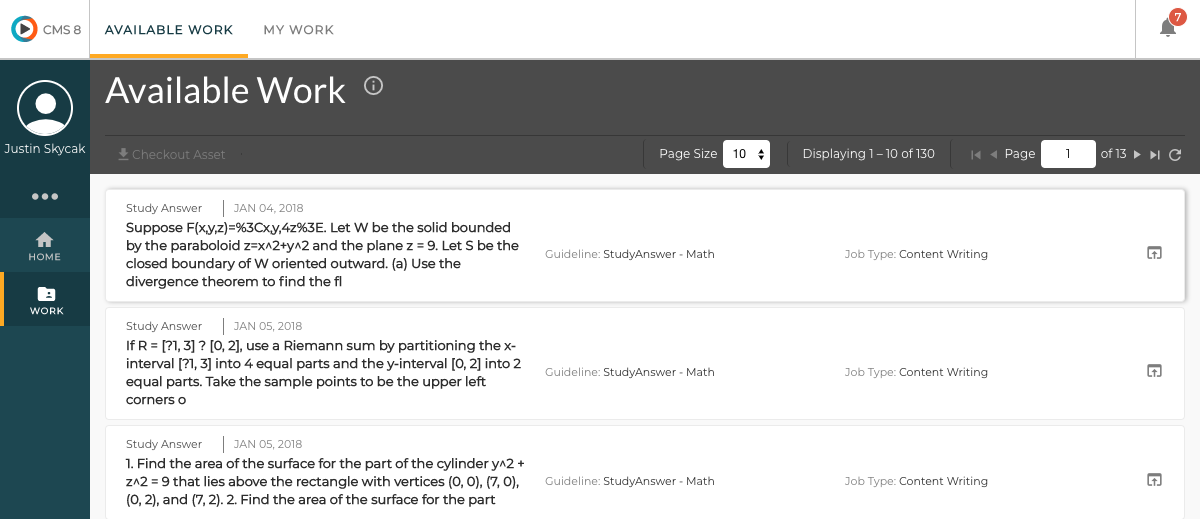 CMS 8
AVAILABLE WORK
MY WORK
7
Justin Skycak
HOME
WORK
Available Work
Checkout Asset
Page Size 10
Displaying 1 – 10 of 130
Page 1 of 13
Study Answer JAN 04, 2018
Suppose F(x,y,z)=%3Cx,y,4z%3E. Let W be the solid bounded
by the paraboloid z=x^2+y^2 and the plane z = 9. Let S be the
closed boundary of W oriented outward. (a) Use the
divergence theorem to find the fl
Guideline: StudyAnswer - Math
Job Type: Content Writing
Study Answer JAN 05, 2018
If R = [?1, 3] ? [0, 2], use a Riemann sum by partitioning the x-
interval [?1, 3] into 4 equal parts and the y-interval [0, 2] into 2
equal parts. Take the sample points to be the upper left
corners o
Guideline: StudyAnswer - Math
Job Type: Content Writing
Study Answer JAN 05, 2018
1. Find the area of the surface for the part of the cylinder y^2 +
z^2 = 9 that lies above the rectangle with vertices (0, 0), (7, 0),
(0, 2), and (7, 2). 2. Find the area of the surface for the part
Guideline: StudyAnswer - Math
Job Type: Content Writing